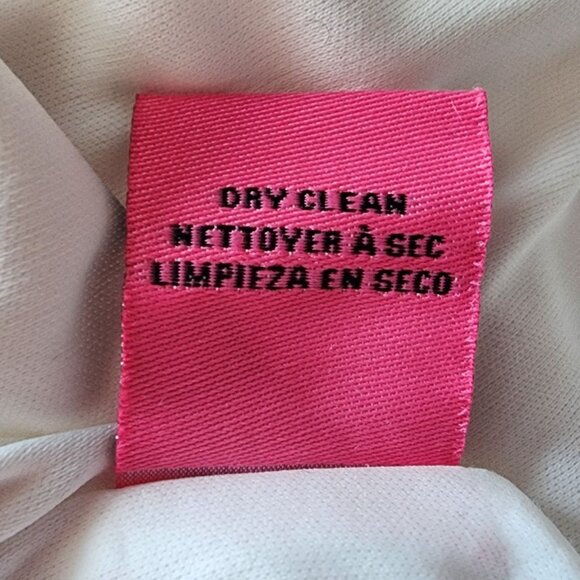 DRY CLEAN
NETTOYER À SEC
LIMPIEZA EN SECO